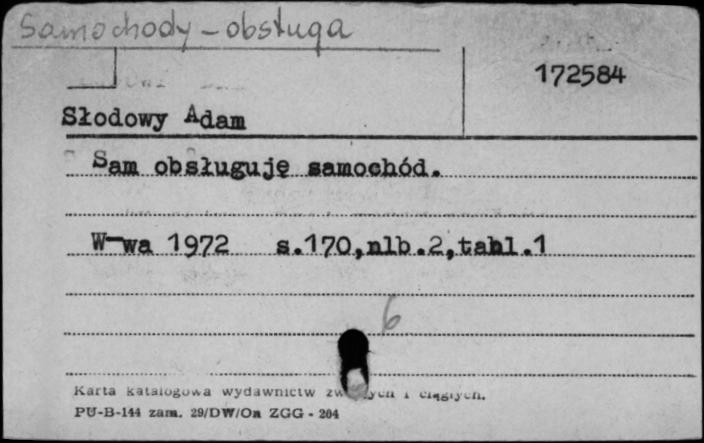 Samochody - obsługa
172584
Słodowy Adam
Sam obsługuję samochód.
W-wa 1972 s.170,nlb.2,tabl.1
6
Karta katalogowa wydawnictw i ciągłych.
PU-B-144 zam. 29/DW/Oa ZGG - 204